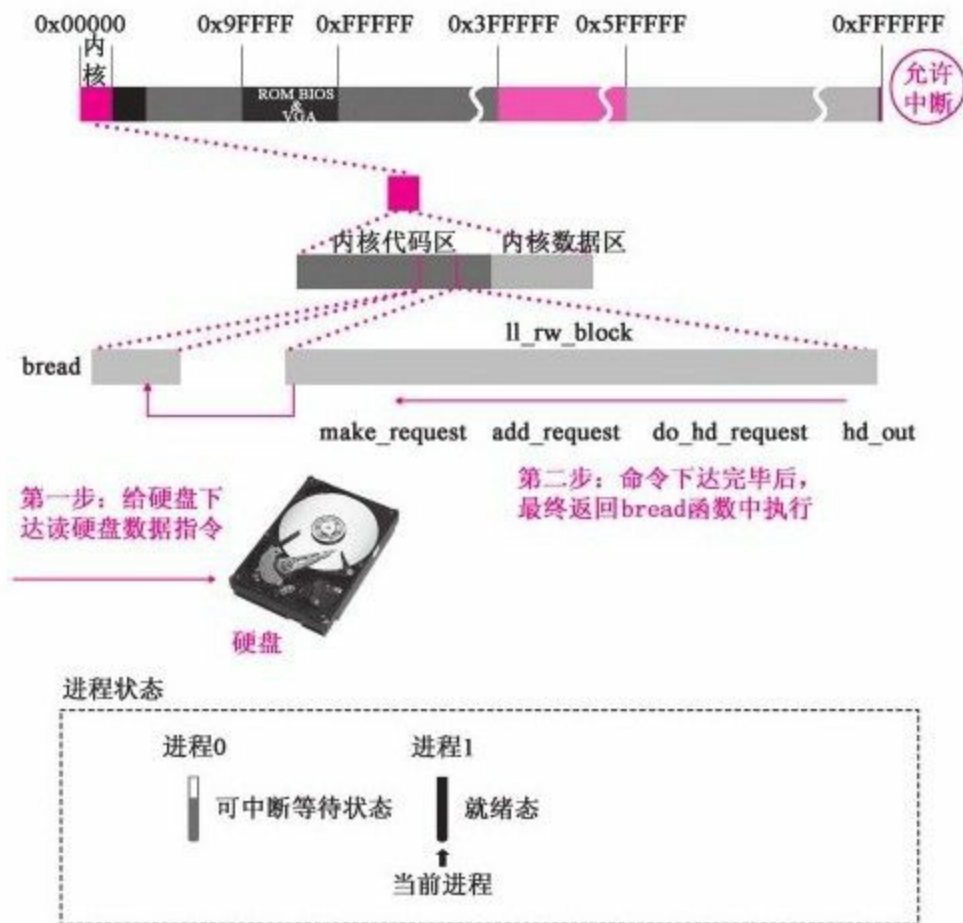 0x00000 0x9FFFF 0xFFFFF 0x3FFFFF 0x5FFFFF 0xFFFFFF
内核
ROM BIOS
&
VGA
允许
中断
内核代码区 内核数据区
ll_rw_block
bread
make_request add_request do_hd_request hd_out
第一步：给硬盘下
达读硬盘数据指令
第二步：命令下达完毕后，
最终返回bread函数中执行
硬盘
进程状态
进程0 进程1
可中断等待状态 就绪态
当前进程